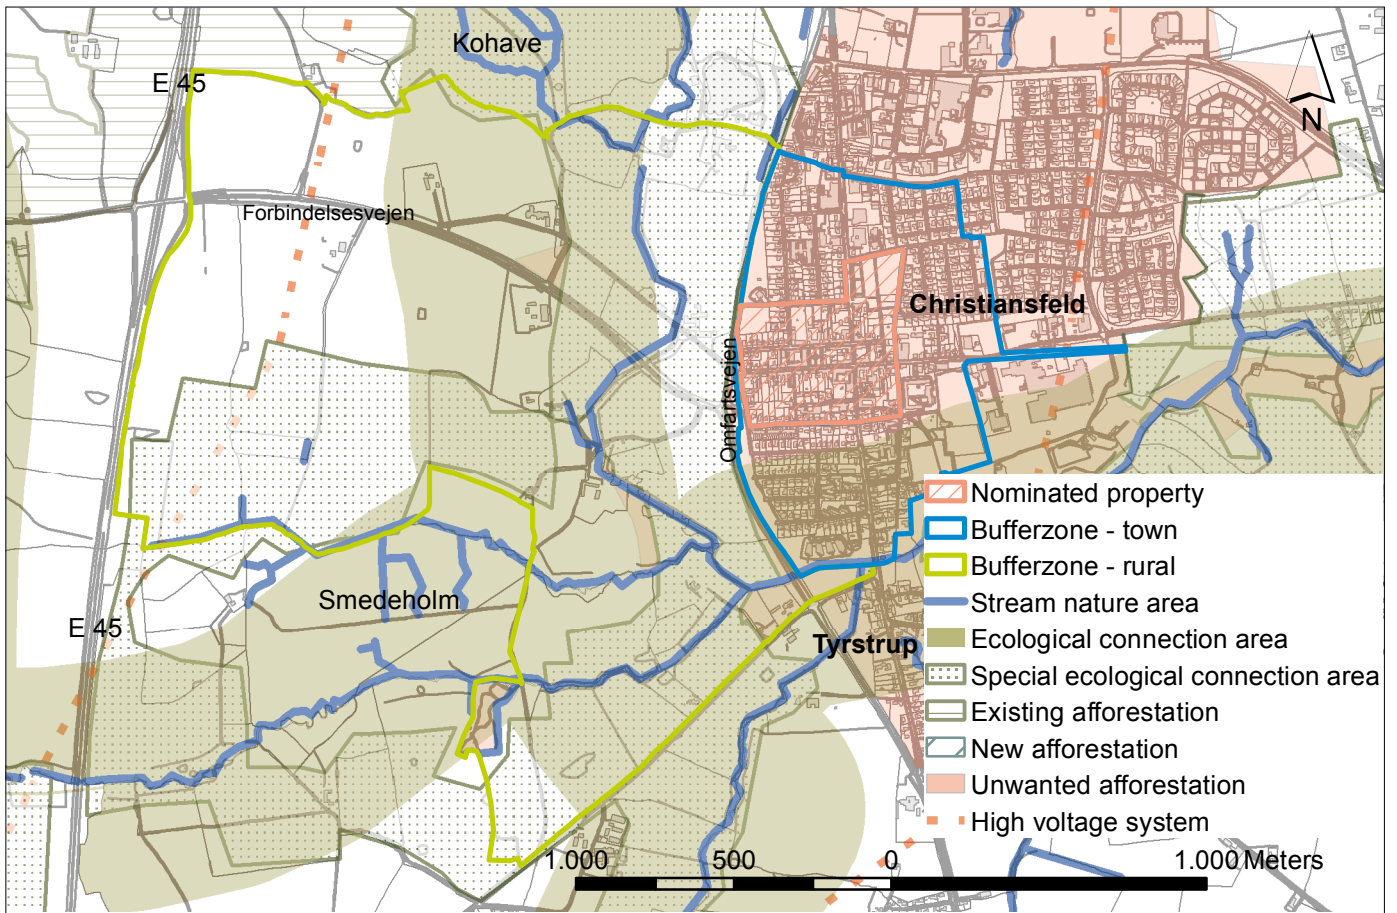 Kohave
E 45
N
Forbindelsesvejen
Christiansfeld
Omfartsvejen
Nominated property
Bufferzone - town
Bufferzone - rural
Stream nature area
Smedeholm
E 45
Ecological connection area
Tyrstrup
Special ecological connection area
Existing afforestation
New afforestation
Unwanted afforestation
High voltage system
1.000 500 0 1.000 Meters